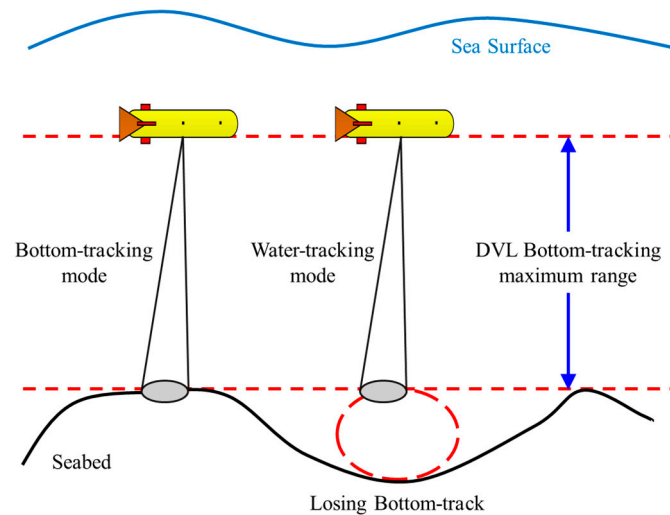 Sea Surface
Bottom-tracking
mode
Water-tracking
mode
DVL Bottom-tracking
maximum range
Seabed
Losing Bottom-track